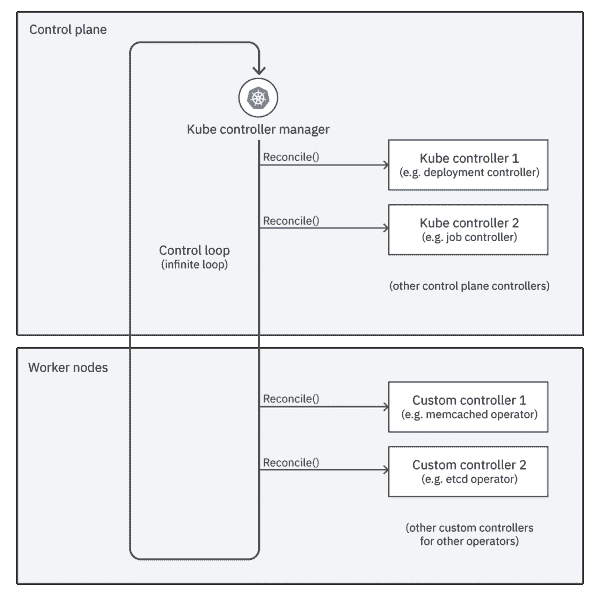 Control plane
Kube controller manager
Reconcile()
Kube controller 1
(e.g. deployment controller)
Reconcile()
Kube controller 2
(e.g. job controller)
Control loop
(infinite loop)
(other control plane controllers)
Worker nodes
Reconcile()
Custom controller 1
(e.g. memcached operator)
Reconcile()
Custom controller 2
(e.g. etcd operator)
(other custom controllers
for other operators)